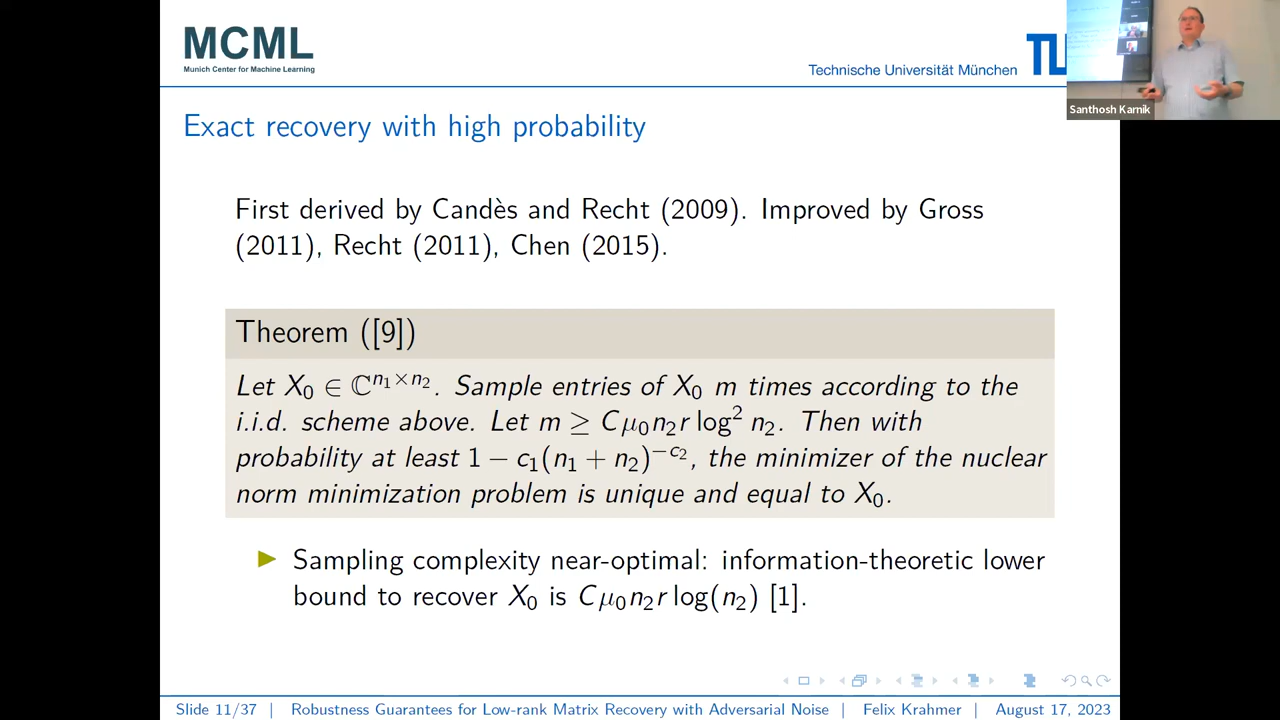 MCML
Munich Center for Machine Learning
Technische Universität München
Santhosh Karnik
Exact recovery with high probability
First derived by Candès and Recht (2009). Improved by Gross
(2011), Recht (2011), Chen (2015).
Theorem ([9])
Let X₀ ∈ ℂ^{n₁×n₂}. Sample entries of X₀ m times according to the
i.i.d. scheme above. Let m ≥ Cμ₀n₂r log² n₂. Then with
probability at least 1 − c₁(n₁ + n₂)^{−c₂}, the minimizer of the nuclear
norm minimization problem is unique and equal to X₀.
▶ Sampling complexity near-optimal: information-theoretic lower
bound to recover X₀ is Cμ₀n₂r log(n₂) [1].
Slide 11/37 | Robustness Guarantees for Low-rank Matrix Recovery with Adversarial Noise | Felix Krahmer | August 17, 2023